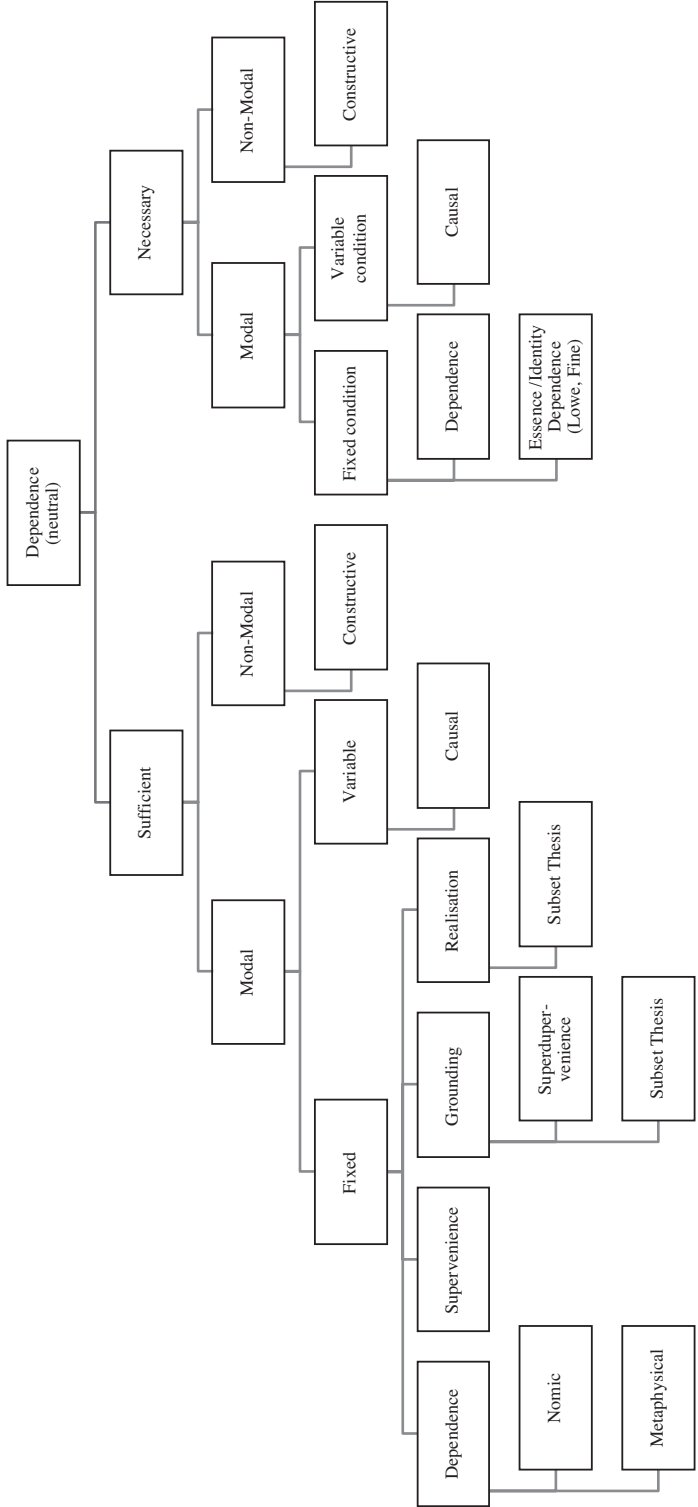 Dependence
(neutral)
Sufficient
Necessary
Modal
Non-Modal
Modal
Non-Modal
Fixed
Variable
Constructive
Fixed condition
Variable
condition
Constructive
Dependence
Supervenience
Grounding
Realisation
Causal
Dependence
Causal
Nomic
Superduper-
venience
Subset Thesis
Essence /Identity
Dependence
(Lowe, Fine)
Metaphysical
Subset Thesis